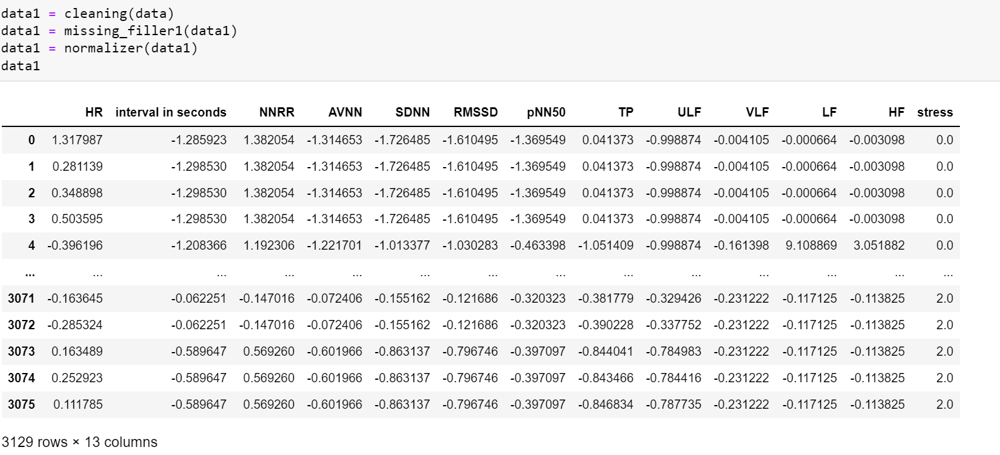 data1 = cleaning(data)
data1 = missing_filler1(data1)
data1 = normalizer(data1)
data1
HR interval in seconds NNRR AVNN SDNN RMSSD pNN50 TP ULF VLF LF HF stress
0 1.317987 -1.285923 1.382054 -1.314653 -1.726485 -1.610495 -1.369549 0.041373 -0.998874 -0.004105 -0.000664 -0.003098 0.0
1 0.281139 -1.298530 1.382054 -1.314653 -1.726485 -1.610495 -1.369549 0.041373 -0.998874 -0.004105 -0.000664 -0.003098 0.0
2 0.348898 -1.298530 1.382054 -1.314653 -1.726485 -1.610495 -1.369549 0.041373 -0.998874 -0.004105 -0.000664 -0.003098 0.0
3 0.503595 -1.298530 1.382054 -1.314653 -1.726485 -1.610495 -1.369549 0.041373 -0.998874 -0.004105 -0.000664 -0.003098 0.0
4 -0.396196 -1.208366 1.192306 -1.221701 -1.013377 -1.030283 -0.463398 -1.051409 -0.998874 -0.161398 9.108869 3.051882 0.0
... ... ... ... ... ... ... ... ... ... ... ... ... ...
3071 -0.163645 -0.062251 -0.147016 -0.072406 -0.155162 -0.121686 -0.320323 -0.381779 -0.329426 -0.231222 -0.117125 -0.113825 2.0
3072 -0.285324 -0.062251 -0.147016 -0.072406 -0.155162 -0.121686 -0.320323 -0.390228 -0.337752 -0.231222 -0.117125 -0.113825 2.0
3073 0.163489 -0.589647 0.569260 -0.601966 -0.863137 -0.796746 -0.397097 -0.844041 -0.784983 -0.231222 -0.117125 -0.113825 2.0
3074 0.252923 -0.589647 0.569260 -0.601966 -0.863137 -0.796746 -0.397097 -0.843466 -0.784416 -0.231222 -0.117125 -0.113825 2.0
3075 0.111785 -0.589647 0.569260 -0.601966 -0.863137 -0.796746 -0.397097 -0.846834 -0.787735 -0.231222 -0.117125 -0.113825 2.0
3129 rows × 13 columns